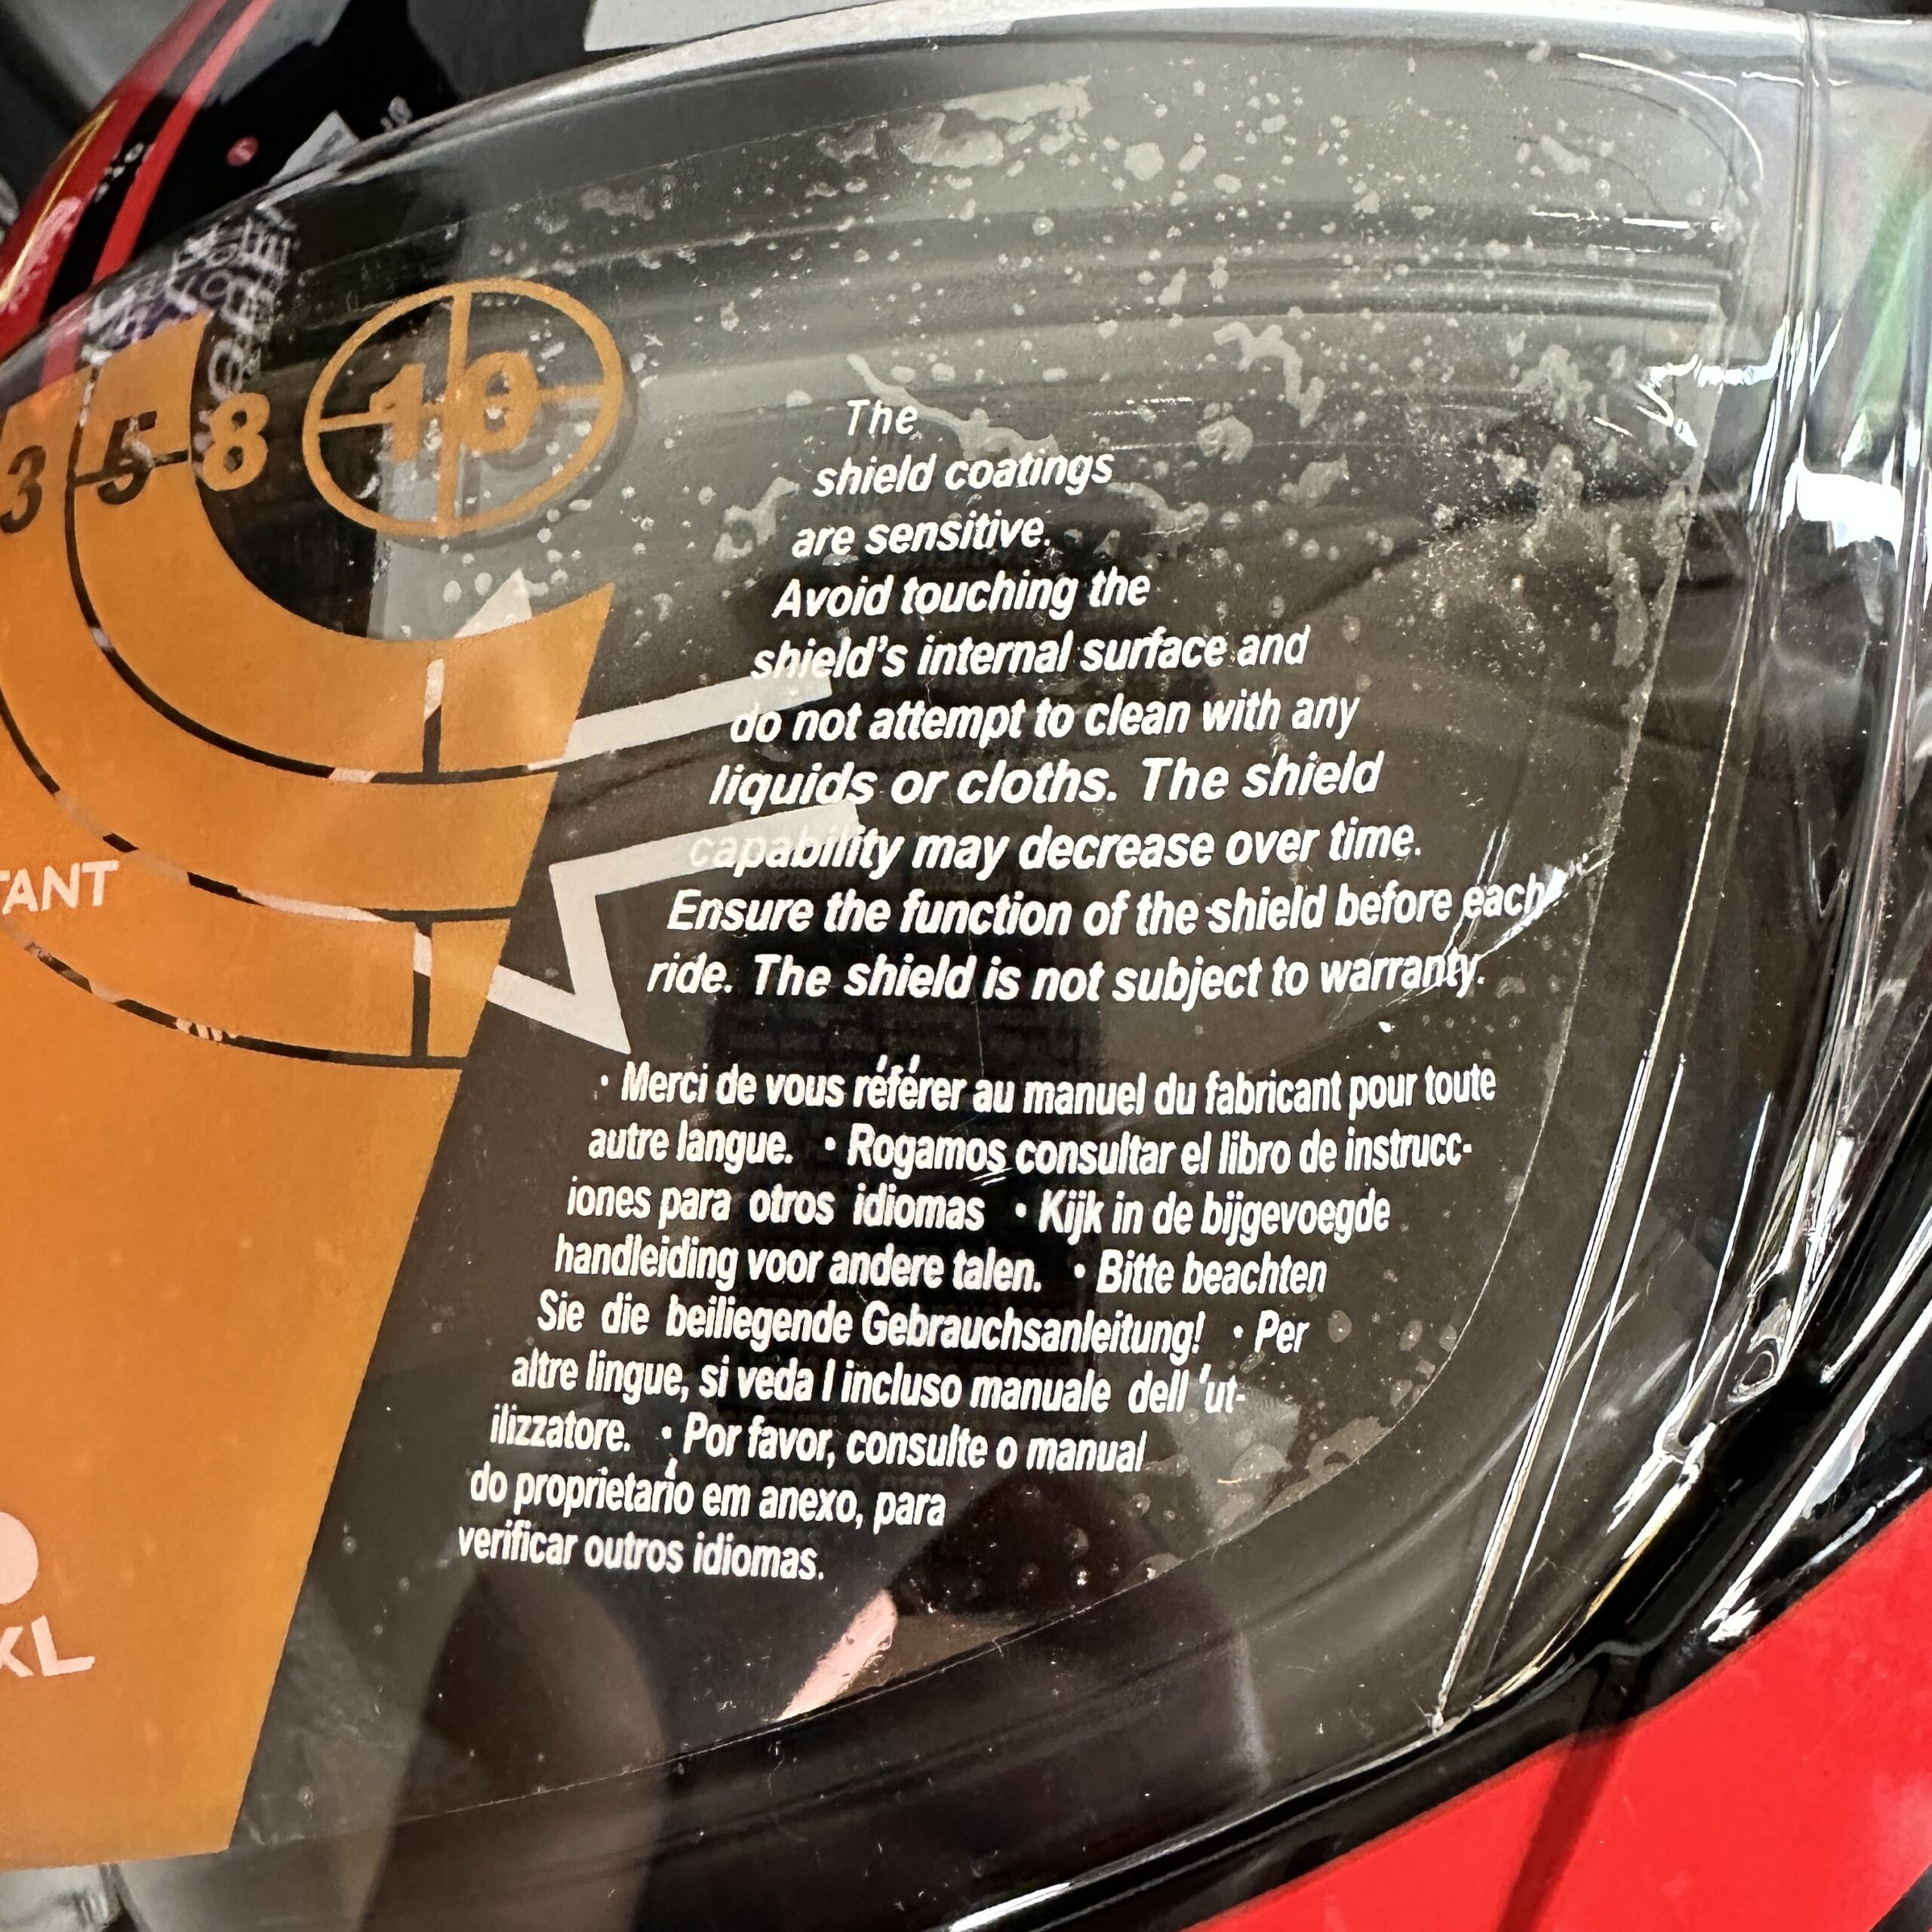 3 5 8 10
The
shield coatings
are sensitive.
Avoid touching the
shield's internal surface and
do not attempt to clean with any
liquids or cloths. The shield
capability may decrease over time.
Ensure the function of the shield before each
ride. The shield is not subject to warranty.
TANT
· Merci de vous référer au manuel du fabricant pour toute
autre langue. · Rogamos consultar el libro de instrucc-
iones para otros idiomas · Kijk in de bijgevoegde
handleiding voor andere talen. · Bitte beachten
Sie die beiliegende Gebrauchsanleitung! · Per
altre lingue, si veda l incluso manuale dell 'ut-
ilizzatore. · Por favor, consulte o manual
do proprietarío em anexo, para
verificar outros idiomas.
XL